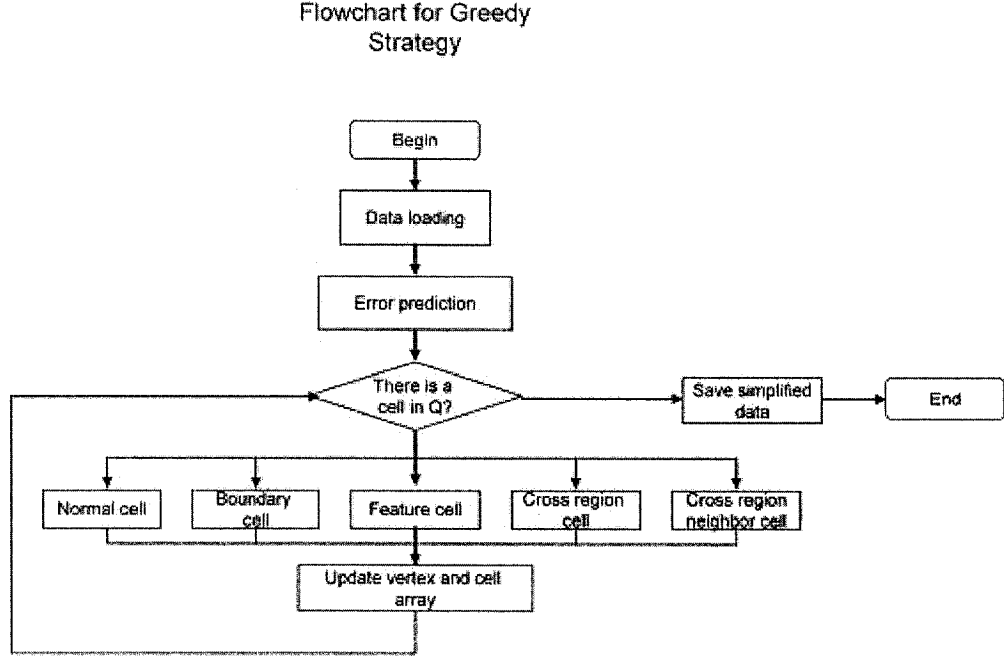 Flowchart for Greedy
Strategy
Begin
Data loading
Error prediction
There is a
cell in Q?
Save simplified
data
End
Normal cell
Boundary
cell
Feature cell
Cross region
cell
Cross region
neighbor cell
Update vertex and cell
array